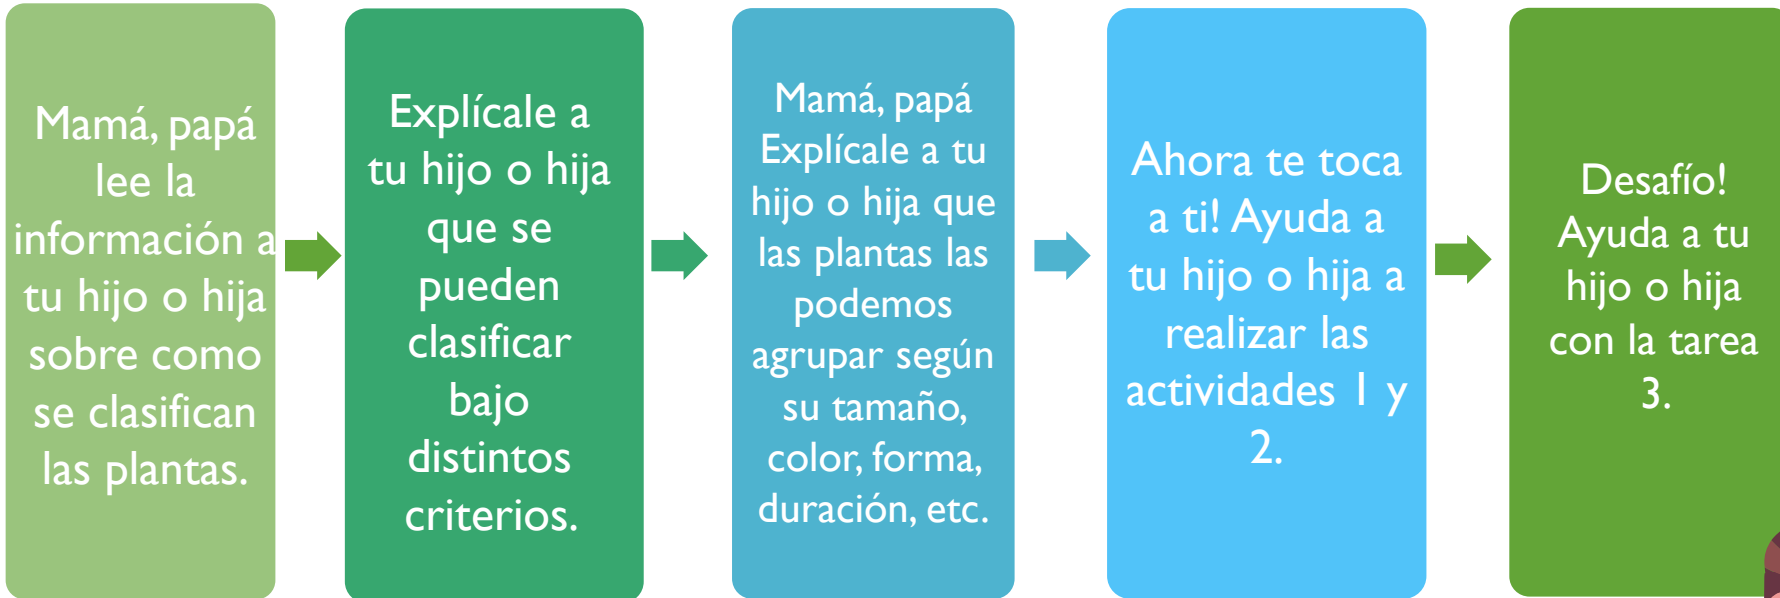 Mamá, papá
lee la
información a
tu hijo o hija
sobre como
se clasifican
las plantas.
Explícale a
tu hijo o hija
que se
pueden
clasificar
bajo
distintos
criterios.
Mamá, papá
Explícale a tu
hijo o hija que
las plantas las
podemos
agrupar según
su tamaño,
color, forma,
duración, etc.
Ahora te toca
a ti! Ayuda a
tu hijo o hija a
realizar las
actividades 1 y
2.
Desafío!
Ayuda a tu
hijo o hija
con la tarea
3.